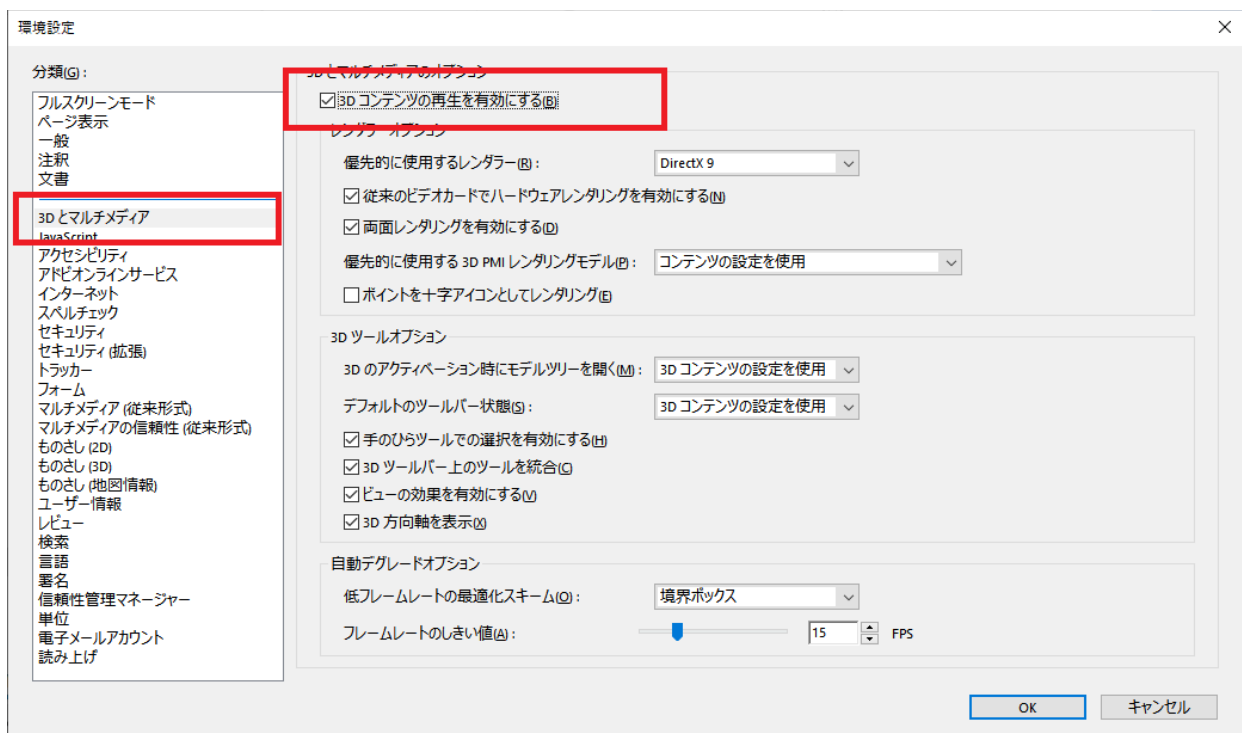 環境設定
分類(G):
フルスクリーンモード
ページ表示
一般
注釈
文書
3D とマルチメディア
JavaScript
アクセシビリティ
アドビオンラインサービス
インターネット
スペルチェック
セキュリティ
セキュリティ (拡張)
トラッカー
フォーム
マルチメディア (従来形式)
マルチメディアの信頼性 (従来形式)
ものさし (2D)
ものさし (3D)
ものさし (地図情報)
ユーザー情報
レビュー
検索
言語
署名
信頼性管理マネージャー
単位
電子メールアカウント
読み上げ
3D とマルチメディアのオプション
3D コンテンツの再生を有効にする(B)
レンダラーオプション
優先的に使用するレンダラー(R): DirectX 9
従来のビデオカードでハードウェアレンダリングを有効にする(N)
両面レンダリングを有効にする(D)
優先的に使用する 3D PMI レンダリングモデル(P): コンテンツの設定を使用
ポイントを十字アイコンとしてレンダリング(E)
3D ツールオプション
3D のアクティベーション時にモデルツリーを開く(M): 3D コンテンツの設定を使用
デフォルトのツールバー状態(S): 3D コンテンツの設定を使用
手のひらツールでの選択を有効にする(H)
3D ツールバー上のツールを統合(C)
ビューの効果を有効にする(V)
3D 方向軸を表示(X)
自動デグレードオプション
低フレームレートの最適化スキーム(O): 境界ボックス
フレームレートのしきい値(A): 15 FPS
OK キャンセル